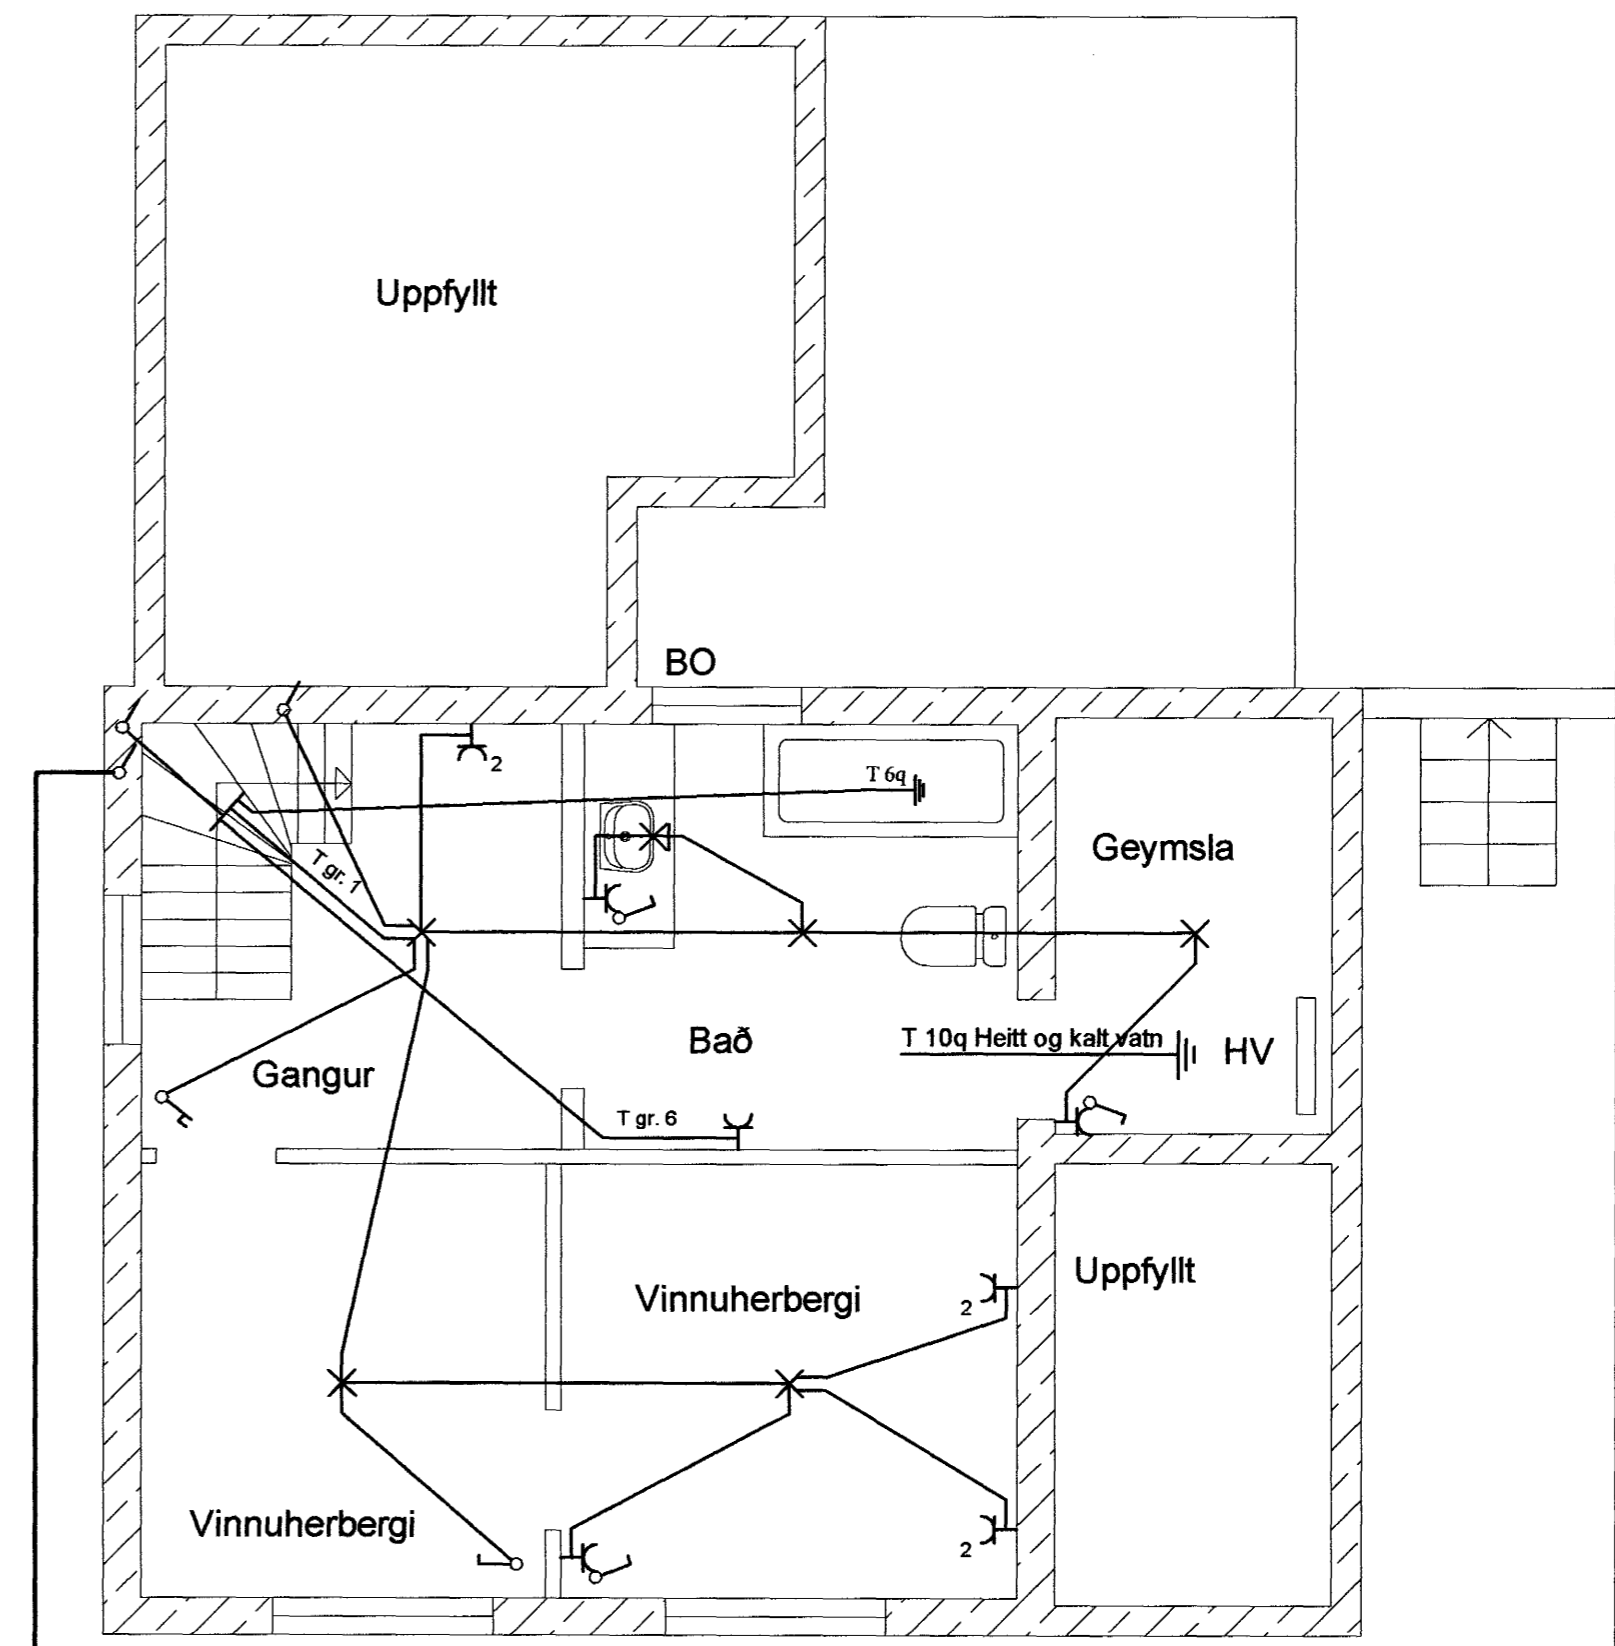 Uppfyllt
BO
2
T 6q
Geymsla
T gr. 1
Bað
T 10q Heitt og kalt vatn
HV
Gangur
T gr. 6
Uppfyllt
Vinnuherbergi
2
Vinnuherbergi
2